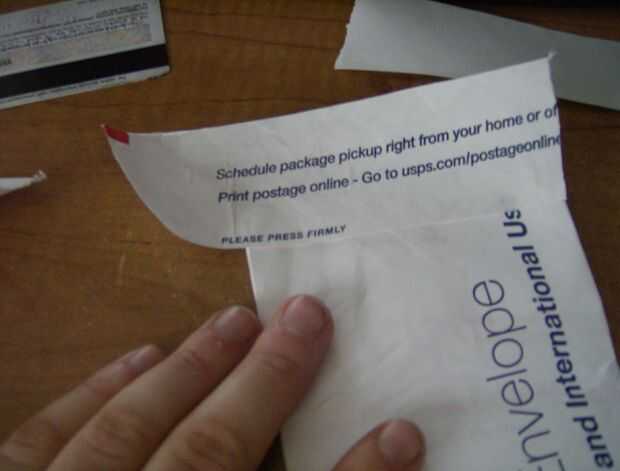 Schedule package pickup right from your home or of
Print postage online - Go to usps.com/postageonline
PLEASE PRESS FIRMLY
nvelope
and International Us